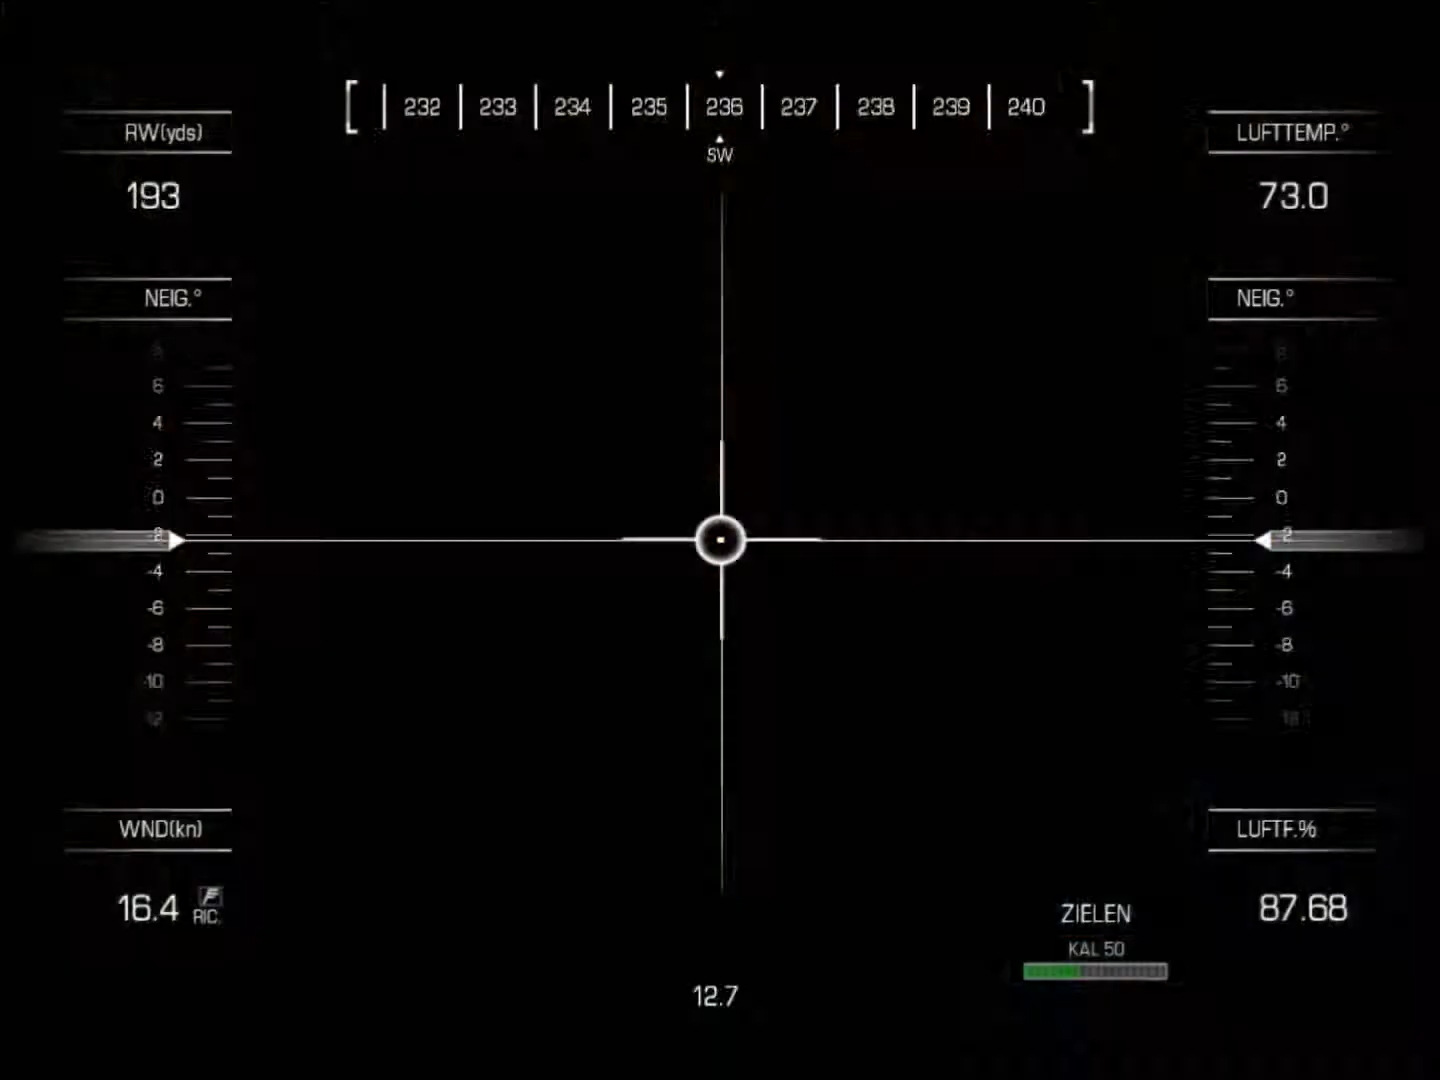 232 233 234 235 236 237 238 239 240
SW
RW(yds)
193
NEIG.°
6
4
2
0
-2
-4
-6
-8
-10
12
WND(kn)
16.4
RIC.
LUFTTEMP.°
73.0
NEIG.°
6
4
2
0
-2
-4
-6
-8
-10
LUFTF.%
87.68
ZIELEN
KAL 50
12.7